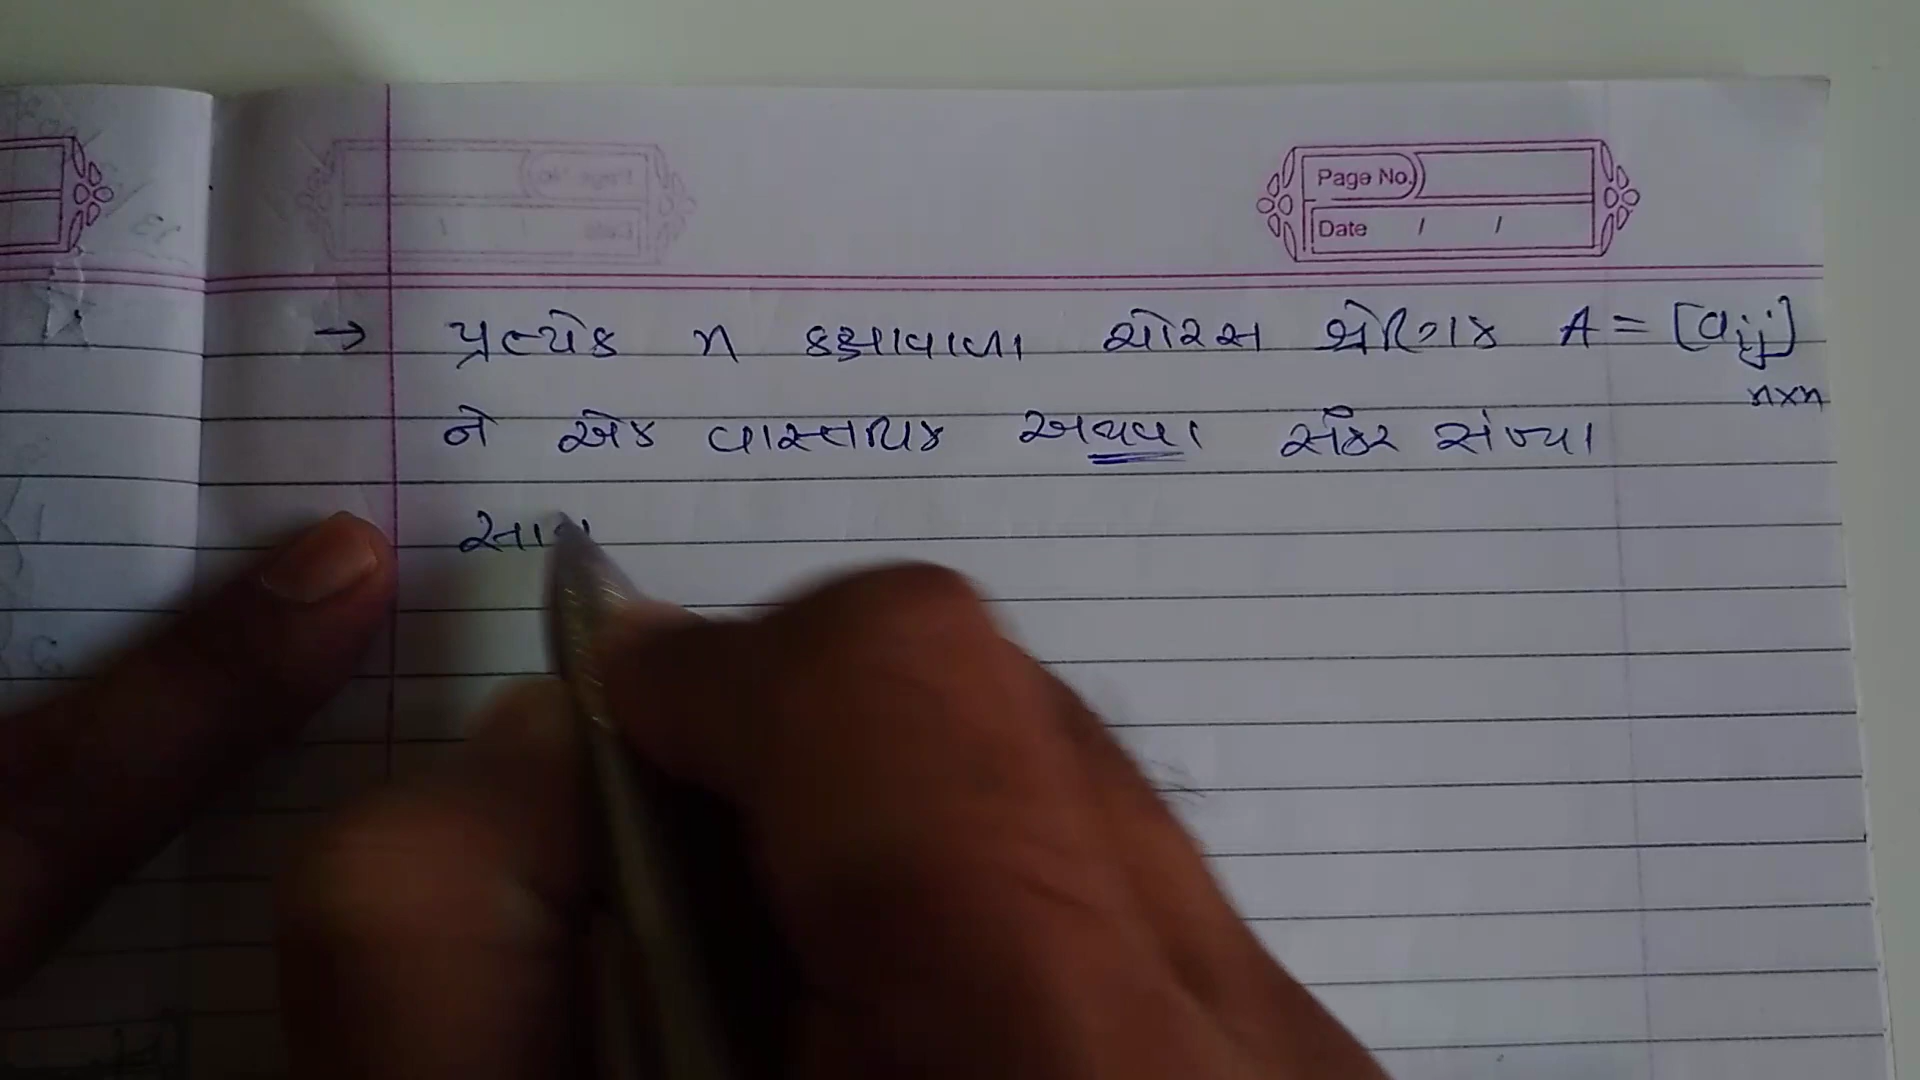 Page No.
Date / /
→ પ્રત્યેક n કક્ષાવાળા ચોરસ શ્રેણિક A = [aij]
n×n
ને એક વાસ્તવિક અથવા સંકર સંખ્યા
સા